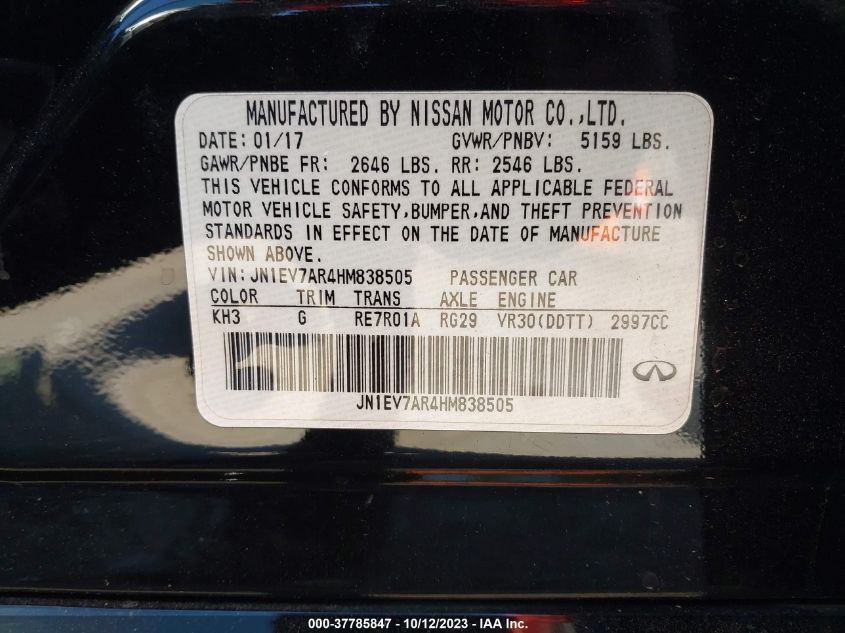 MANUFACTURED BY NISSAN MOTOR CO.,LTD.
DATE: 01/17 GVWR/PNBV: 5159 LBS.
GAWR/PNBE FR: 2646 LBS. RR: 2546 LBS.
THIS VEHICLE CONFORMS TO ALL APPLICABLE FEDERAL
MOTOR VEHICLE SAFETY,BUMPER,AND THEFT PREVENTION
STANDARDS IN EFFECT ON THE DATE OF MANUFACTURE
SHOWN ABOVE.
VIN:JN1EV7AR4HM838505 PASSENGER CAR
COLOR TRIM TRANS AXLE ENGINE
KH3 G RE7R01A RG29 VR30(DDTT) 2997CC
JN1EV7AR4HM838505
000-37785847 - 10/12/2023 - IAAI.COM